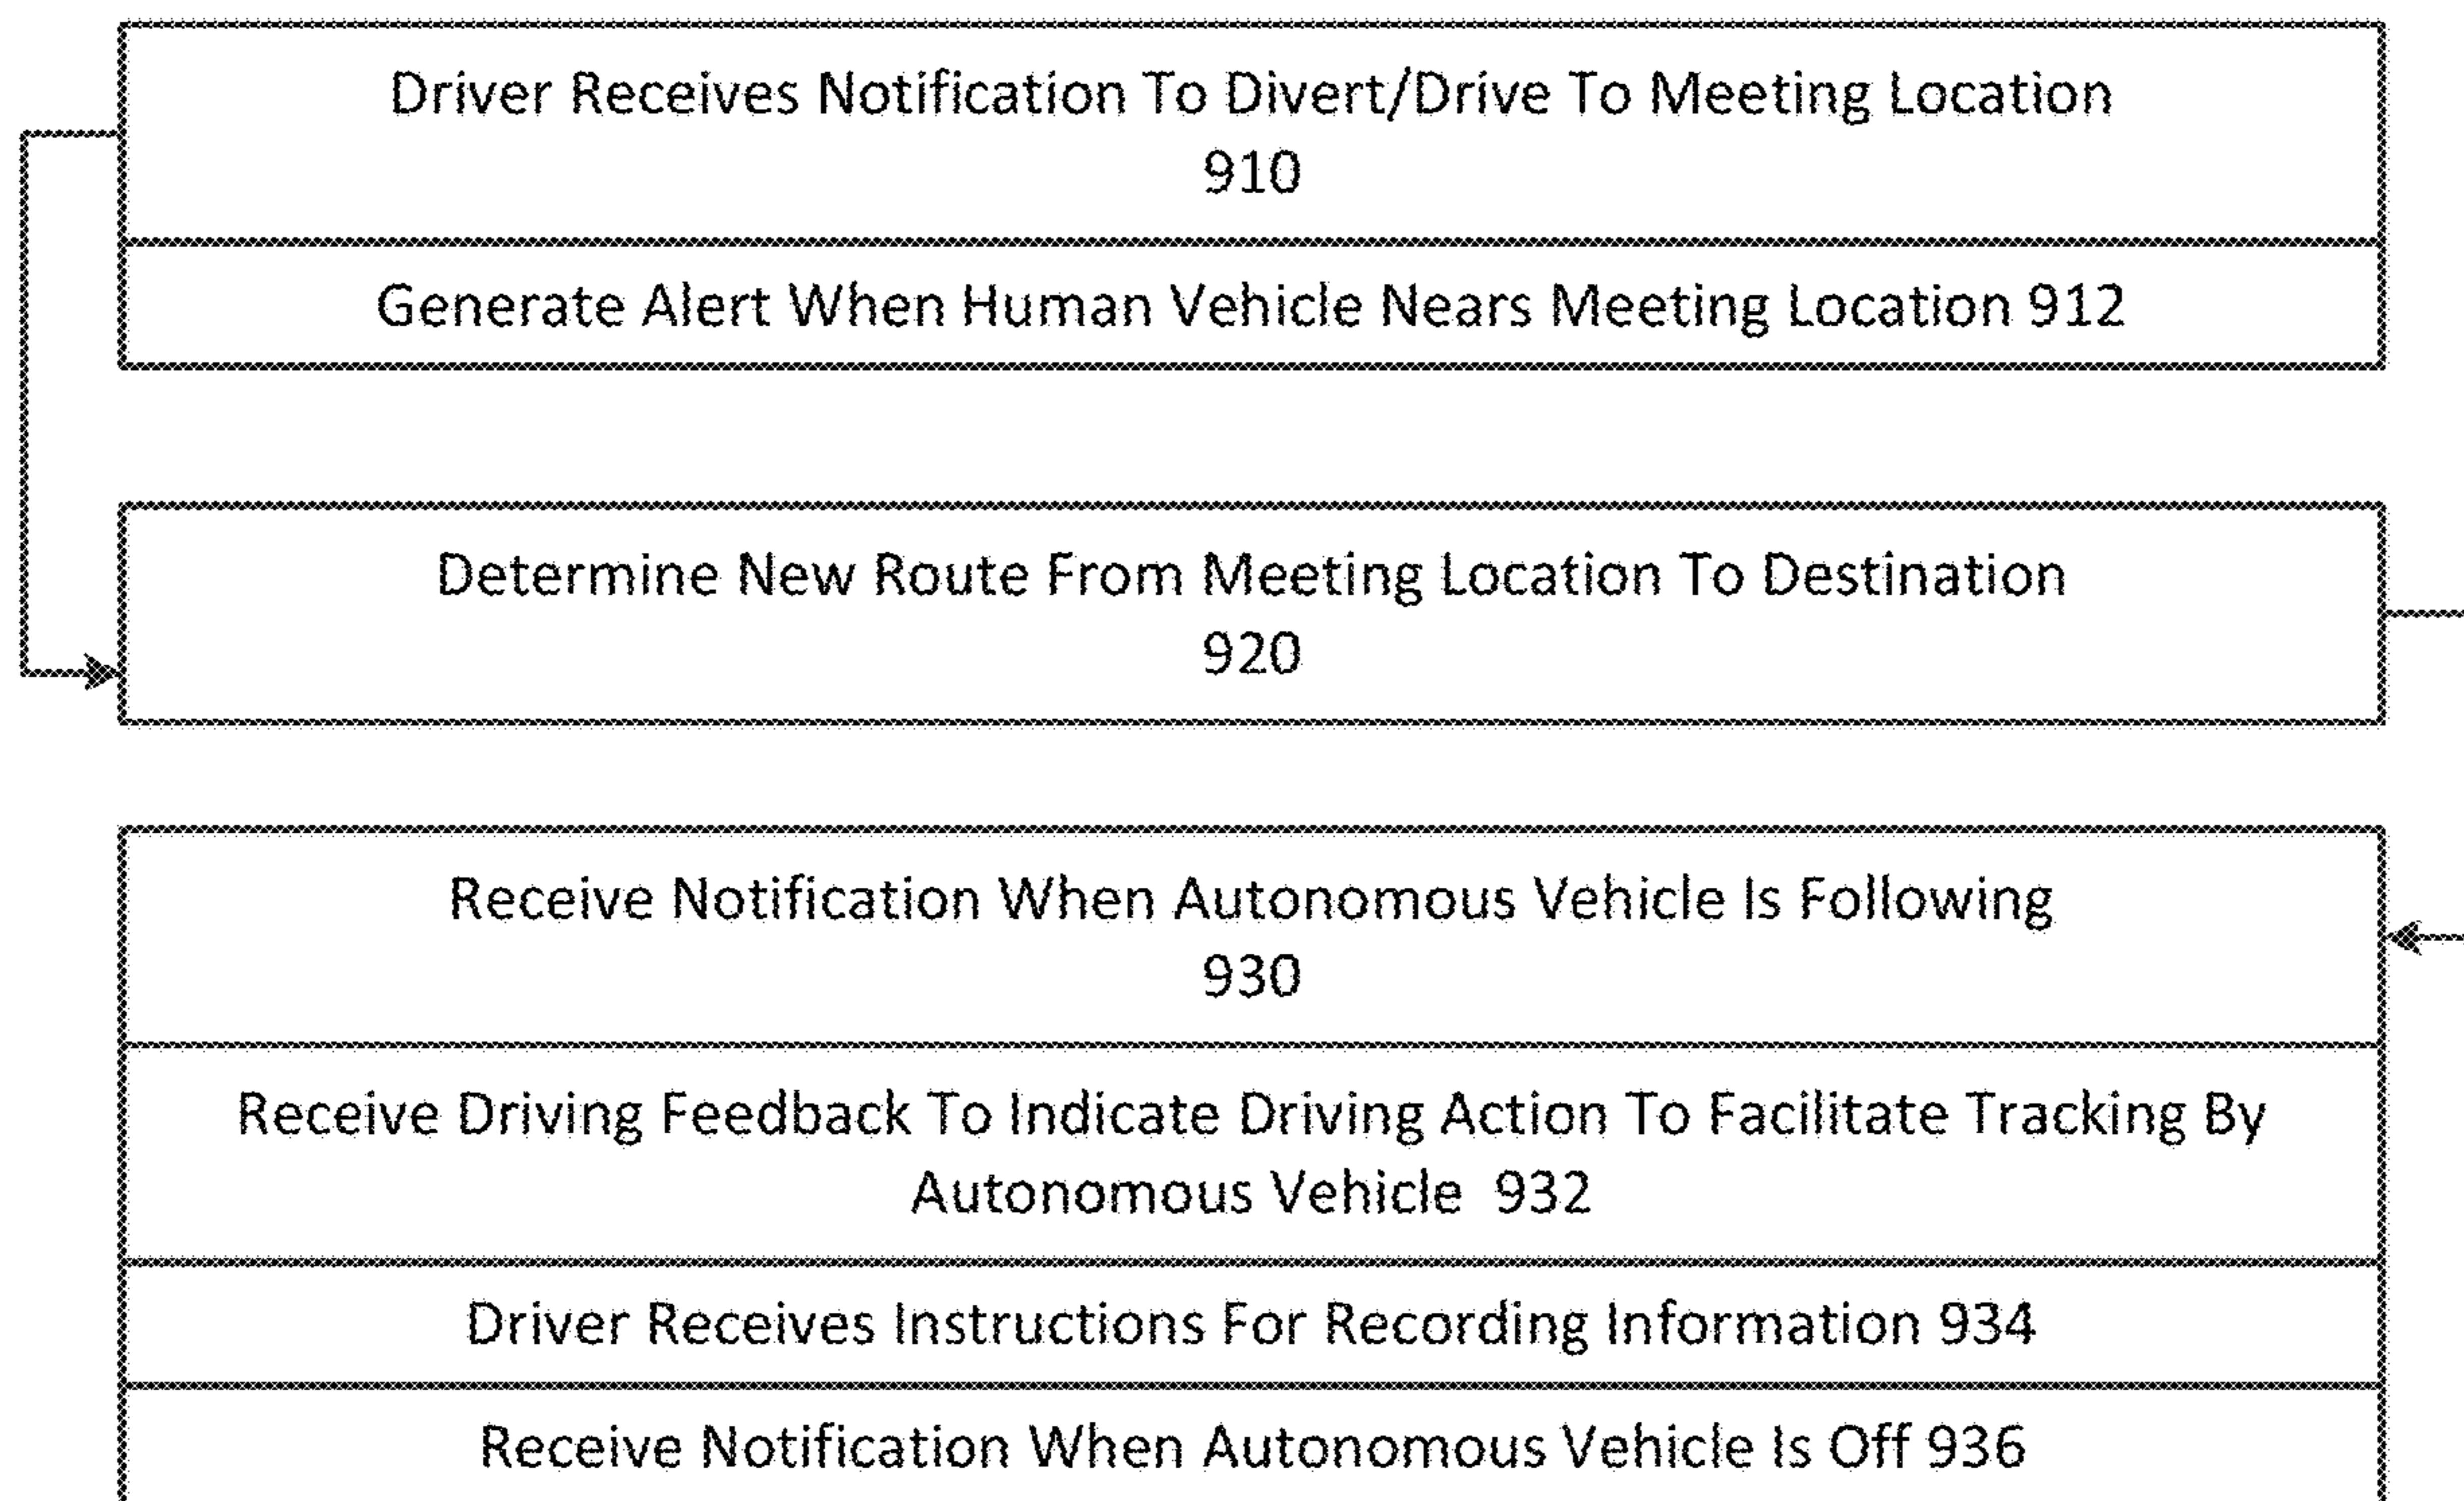 Driver Receives Notification To Divert/Drive To Meeting Location
910
Generate Alert When Human Vehicle Nears Meeting Location 912
Determine New Route From Meeting Location To Destination
920
Receive Notification When Autonomous Vehicle Is Following
930
Receive Driving Feedback To Indicate Driving Action To Facilitate Tracking By
Autonomous Vehicle 932
Driver Receives Instructions For Recording Information 934
Receive Notification When Autonomous Vehicle Is Off 936